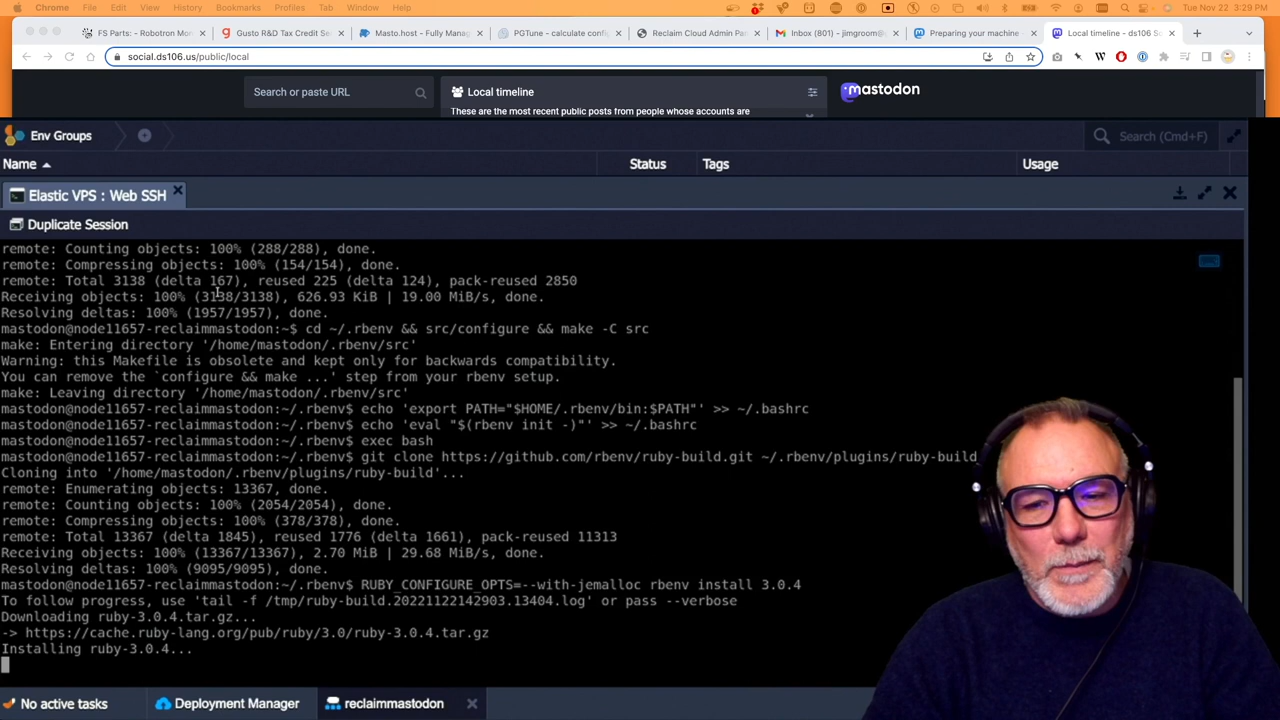 Chrome File Edit View History Bookmarks Profiles Tab Window Help Tue Nov 22 3:29 PM
FS Parts: - Robotron Mon Gusto R&D Tax Credit Se Masto.host - Fully Manag PGTune - calculate config Reclaim Cloud Admin Pa Inbox (801) – jimgroom@ Preparing your machine - Local timeline - ds106 So
social.ds106.us/public/local
Search or paste URL
Local timeline
mastodon
These are the most recent public posts from people whose accounts are
Env Groups
Search (Cmd+F)
Name Status Tags Usage
Elastic VPS : Web SSH
Duplicate Session
remote: Counting objects: 100% (288/288), done.
remote: Compressing objects: 100% (154/154), done.
remote: Total 3138 (delta 167), reused 225 (delta 124), pack-reused 2850
Receiving objects: 100% (3138/3138), 626.93 KiB | 19.00 MiB/s, done.
Resolving deltas: 100% (1957/1957), done.
mastodon@node11657-reclaimmastodon:~$ cd ~/.rbenv && src/configure && make -C src
make: Entering directory '/home/mastodon/.rbenv/src'
Warning: this Makefile is obsolete and kept only for backwards compatibility.
You can remove the `configure && make ...' step from your rbenv setup.
make: Leaving directory '/home/mastodon/.rbenv/src'
mastodon@node11657-reclaimmastodon:~/.rbenv$ echo 'export PATH="$HOME/.rbenv/bin:$PATH"' >> ~/.bashrc
mastodon@node11657-reclaimmastodon:~/.rbenv$ echo 'eval "$(rbenv init -)"' >> ~/.bashrc
mastodon@node11657-reclaimmastodon:~/.rbenv$ exec bash
mastodon@node11657-reclaimmastodon:~/.rbenv$ git clone https://github.com/rbenv/ruby-build.git ~/.rbenv/plugins/ruby-build
Cloning into '/home/mastodon/.rbenv/plugins/ruby-build'...
remote: Enumerating objects: 13367, done.
remote: Counting objects: 100% (2054/2054), done.
remote: Compressing objects: 100% (378/378), done.
remote: Total 13367 (delta 1845), reused 1776 (delta 1661), pack-reused 11313
Receiving objects: 100% (13367/13367), 2.70 MiB | 29.68 MiB/s, done.
Resolving deltas: 100% (9095/9095), done.
mastodon@node11657-reclaimmastodon:~/.rbenv$ RUBY_CONFIGURE_OPTS=--with-jemalloc rbenv install 3.0.4
To follow progress, use 'tail -f /tmp/ruby-build.20221122142903.13404.log' or pass --verbose
Downloading ruby-3.0.4.tar.gz...
-> https://cache.ruby-lang.org/pub/ruby/3.0/ruby-3.0.4.tar.gz
Installing ruby-3.0.4...
No active tasks Deployment Manager reclaimmastodon